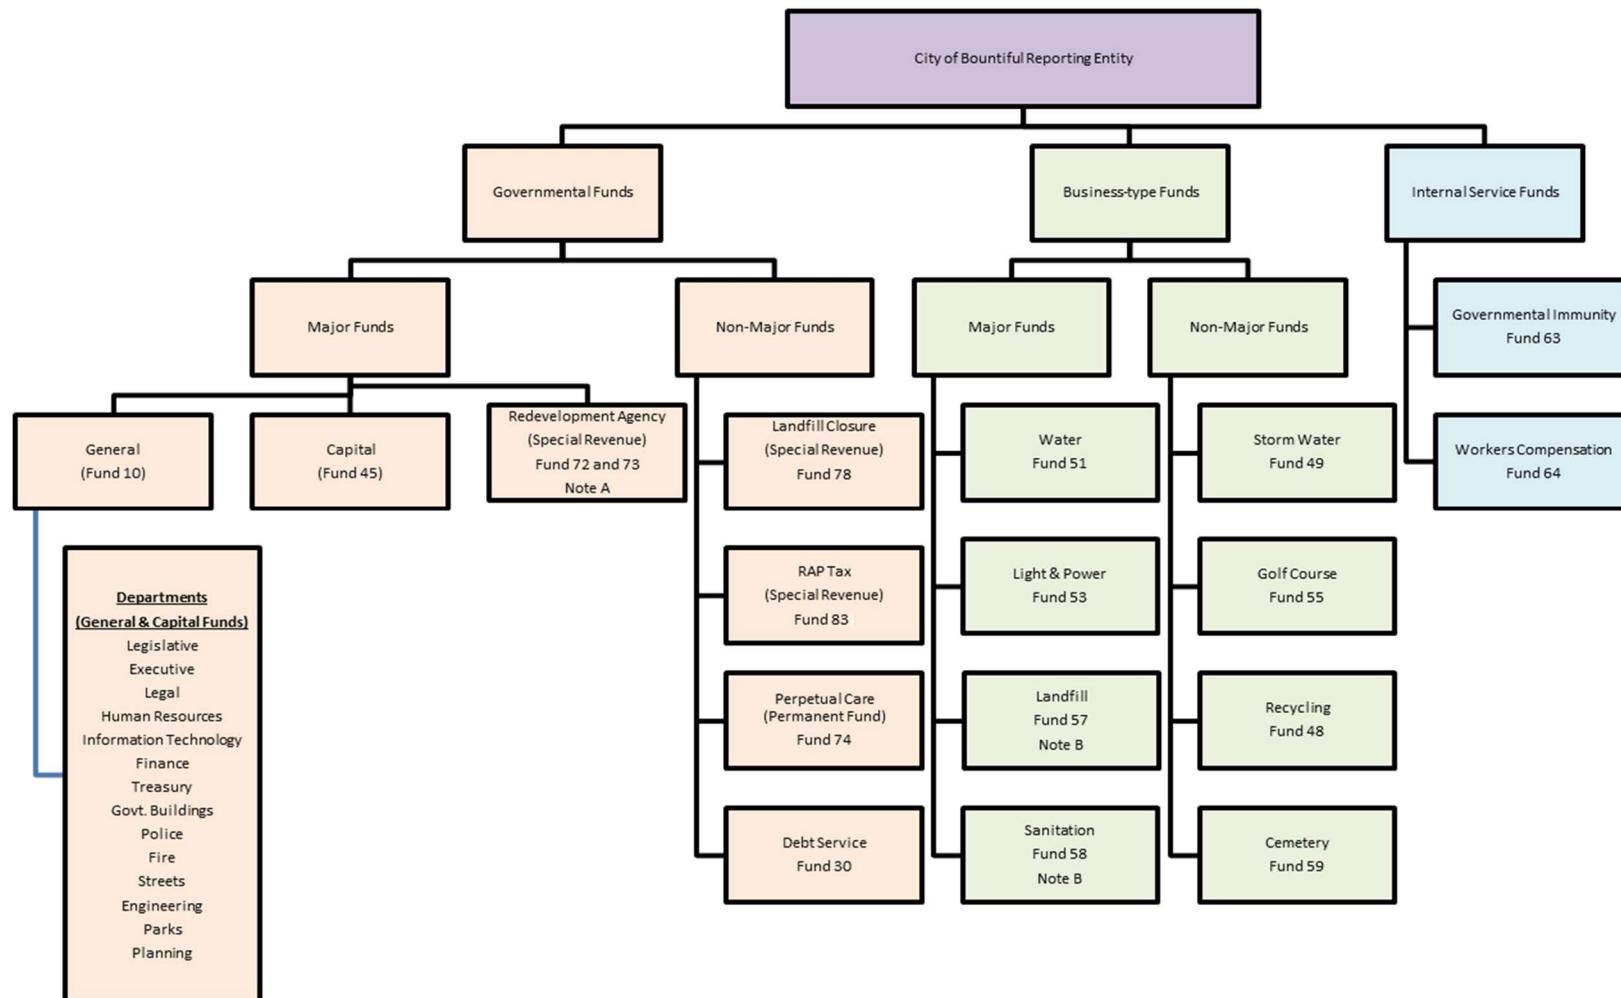 City of Bountiful Reporting Entity
Governmental Funds
Business-type Funds
Internal Service Funds
Major Funds
Non-Major Funds
Major Funds
Non-Major Funds
Governmental Immunity
Fund 63
General
(Fund 10)
Capital
(Fund 45)
Redevelopment Agency
(Special Revenue)
Fund 72 and 73
Note A
Landfill Closure
(Special Revenue)
Fund 78
Water
Fund 51
Storm Water
Fund 49
Workers Compensation
Fund 64
Departments
(General & Capital Funds)
Legislative
Executive
Legal
Human Resources
Information Technology
Finance
Treasury
Govt. Buildings
Police
Fire
Streets
Engineering
Parks
Planning
RAP Tax
(Special Revenue)
Fund 83
Light & Power
Fund 53
Golf Course
Fund 55
Perpetual Care
(Permanent Fund)
Fund 74
Landfill
Fund 57
Note B
Recycling
Fund 48
Debt Service
Fund 30
Sanitation
Fund 58
Note B
Cemetery
Fund 59